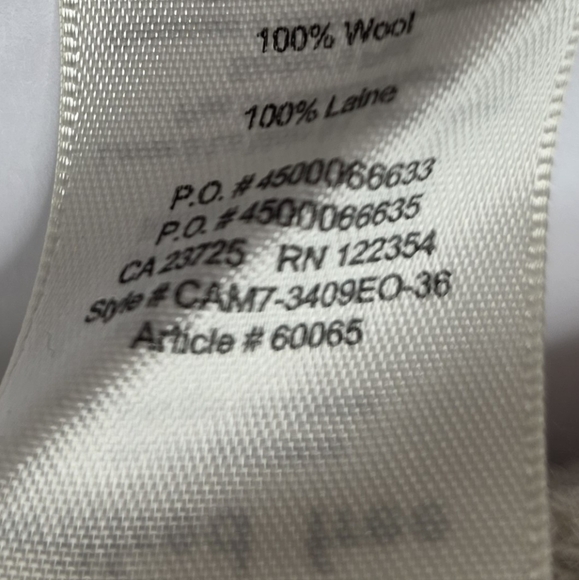 100% Wool
100% Laine
P.O. #4500066633
P.O. #4500066635
CA 23725 RN 122354
Style # CAM7-3409EO-36
Article # 60065